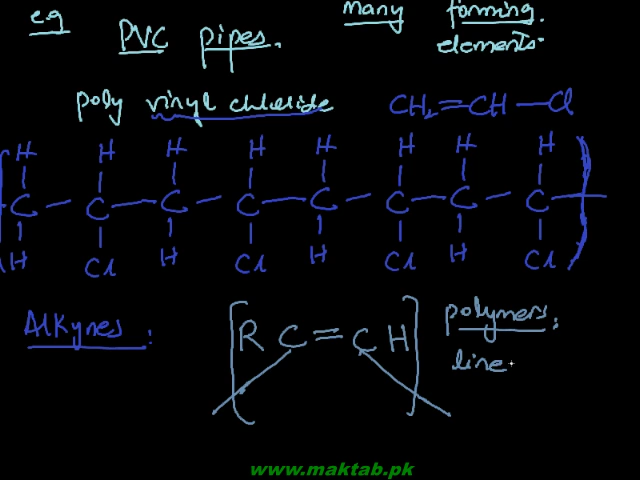 eg PVC pipes. many forming elements.
poly vinyl chloride CH₂=CH—Cl
H H H H H H H H
C — C — C — C — C — C — C — C —
H Cl H Cl H Cl H Cl
Alkynes : [R C = C H] polymers:
line
www.maktab.pk